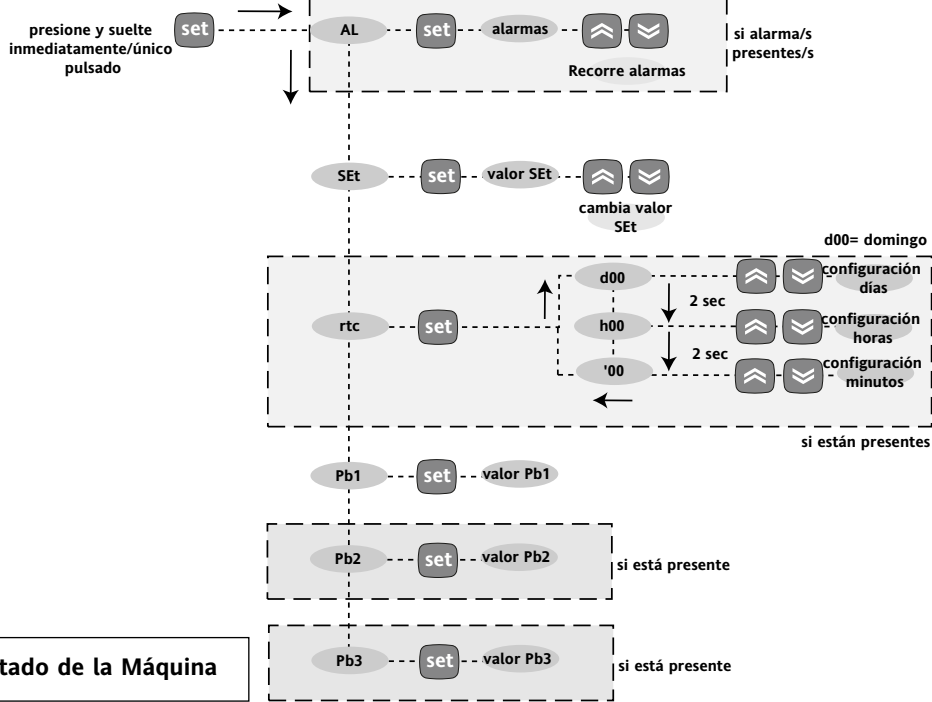 presione y suelte
inmediatamente/único
pulsado
set
AL
set
alarmas
Recorre alarmas
si alarma/s
presentes/s
SEt
set
valor SEt
cambia valor
SEt
d00= domingo
rtc
set
d00
configuración
días
2 sec
h00
configuración
horas
2 sec
'00
configuración
minutos
si están presentes
Pb1
set
valor Pb1
Pb2
set
valor Pb2
si está presente
Pb3
set
valor Pb3
si está presente
tado de la Máquina